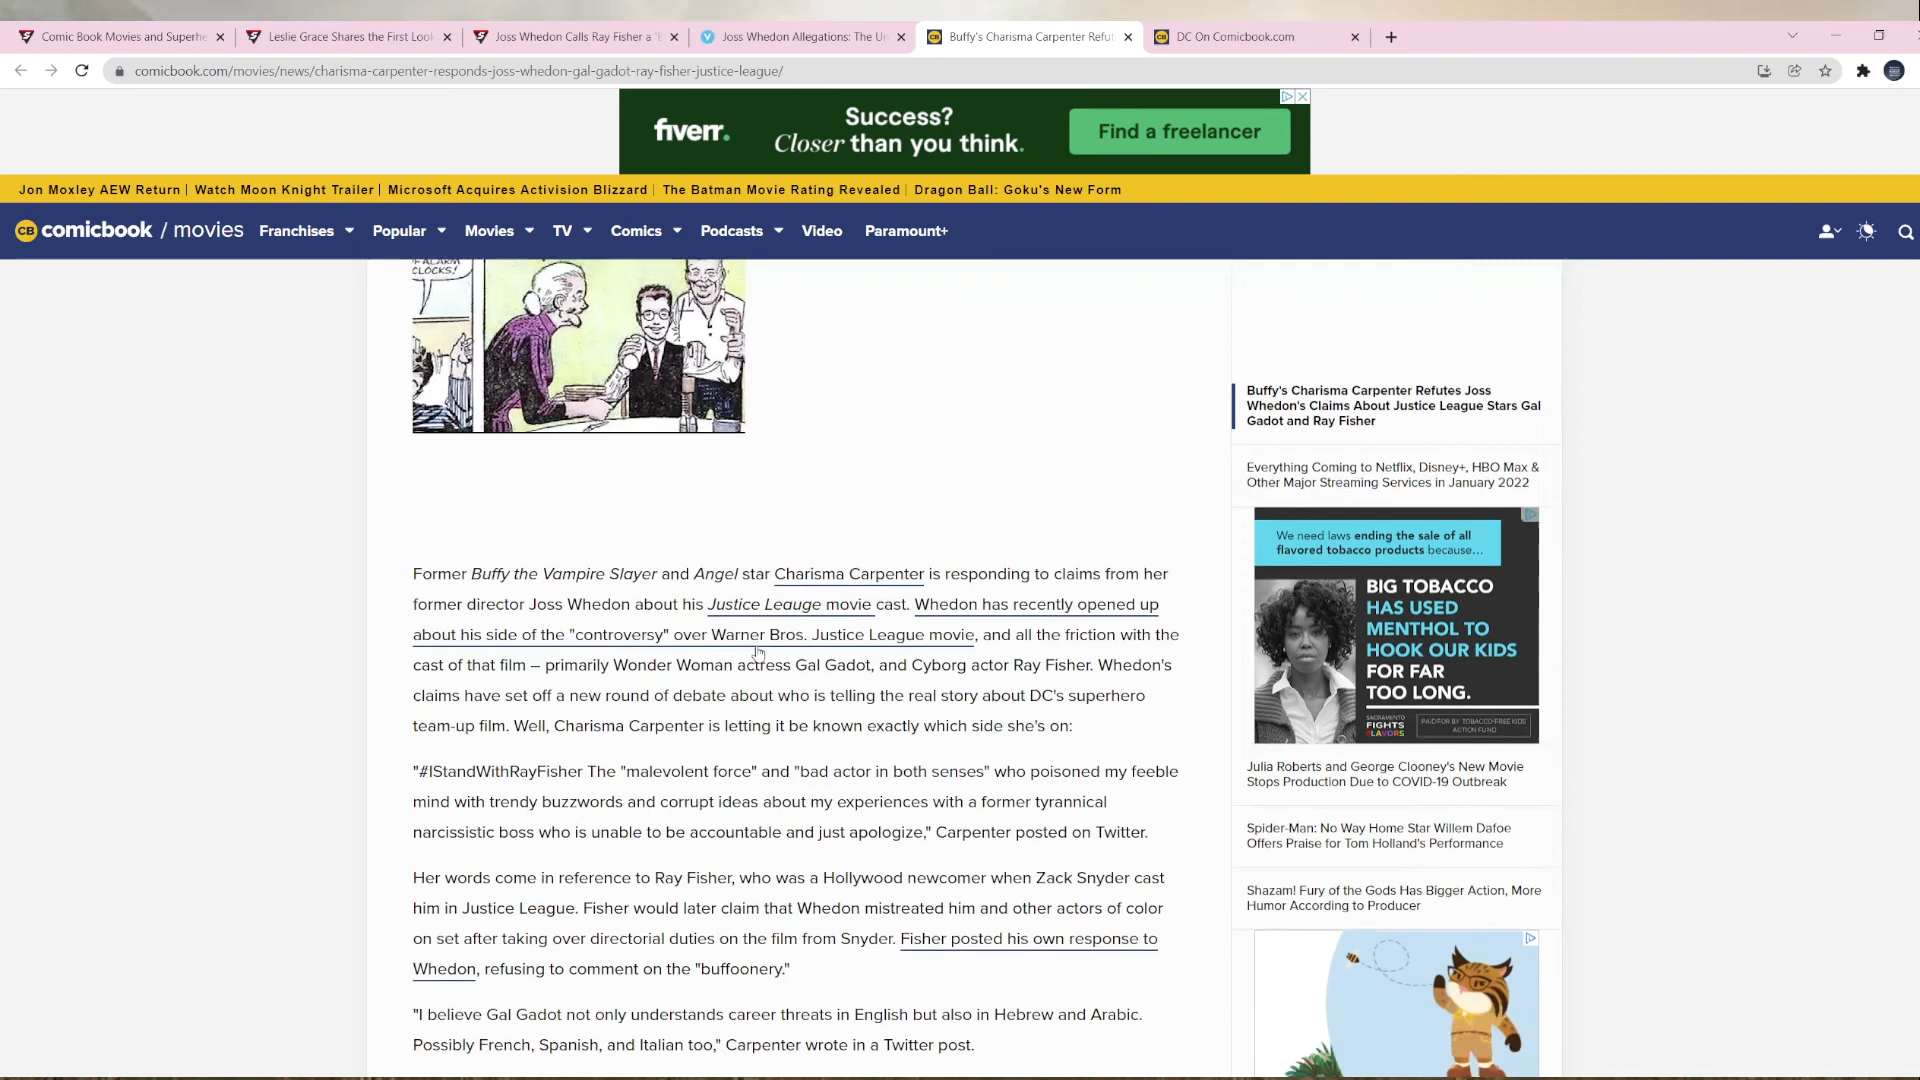 Comic Book Movies and Superhe
Leslie Grace Shares the First Look
Joss Whedon Calls Ray Fisher a 'B
Joss Whedon Allegations: The Un
Buffy's Charisma Carpenter Refut
DC On Comicbook.com
comicbook.com/movies/news/charisma-carpenter-responds-joss-whedon-gal-gadot-ray-fisher-justice-league/
fiverr.
Success?
Closer than you think.
Find a freelancer
Jon Moxley AEW Return | Watch Moon Knight Trailer | Microsoft Acquires Activision Blizzard | The Batman Movie Rating Revealed | Dragon Ball: Goku's New Form
CB comicbook / movies Franchises Popular Movies TV Comics Podcasts Video Paramount+
OF ALARM
CLOCKS!
Former Buffy the Vampire Slayer and Angel star Charisma Carpenter is responding to claims from her
former director Joss Whedon about his Justice Leauge movie cast. Whedon has recently opened up
about his side of the "controversy" over Warner Bros. Justice League movie, and all the friction with the
cast of that film – primarily Wonder Woman actress Gal Gadot, and Cyborg actor Ray Fisher. Whedon's
claims have set off a new round of debate about who is telling the real story about DC's superhero
team-up film. Well, Charisma Carpenter is letting it be known exactly which side she's on:
"#IStandWithRayFisher The "malevolent force" and "bad actor in both senses" who poisoned my feeble
mind with trendy buzzwords and corrupt ideas about my experiences with a former tyrannical
narcissistic boss who is unable to be accountable and just apologize," Carpenter posted on Twitter.
Her words come in reference to Ray Fisher, who was a Hollywood newcomer when Zack Snyder cast
him in Justice League. Fisher would later claim that Whedon mistreated him and other actors of color
on set after taking over directorial duties on the film from Snyder. Fisher posted his own response to
Whedon, refusing to comment on the "buffoonery."
"I believe Gal Gadot not only understands career threats in English but also in Hebrew and Arabic.
Possibly French, Spanish, and Italian too," Carpenter wrote in a Twitter post.
Buffy's Charisma Carpenter Refutes Joss
Whedon's Claims About Justice League Stars Gal
Gadot and Ray Fisher
Everything Coming to Netflix, Disney+, HBO Max &
Other Major Streaming Services in January 2022
We need laws ending the sale of all
flavored tobacco products because...
BIG TOBACCO
HAS USED
MENTHOL TO
HOOK OUR KIDS
FOR FAR
TOO LONG.
SACRAMENTO
FIGHTS
FLAVORS
PAID FOR BY TOBACCO-FREE KIDS
ACTION FUND
Julia Roberts and George Clooney's New Movie
Stops Production Due to COVID-19 Outbreak
Spider-Man: No Way Home Star Willem Dafoe
Offers Praise for Tom Holland's Performance
Shazam! Fury of the Gods Has Bigger Action, More
Humor According to Producer